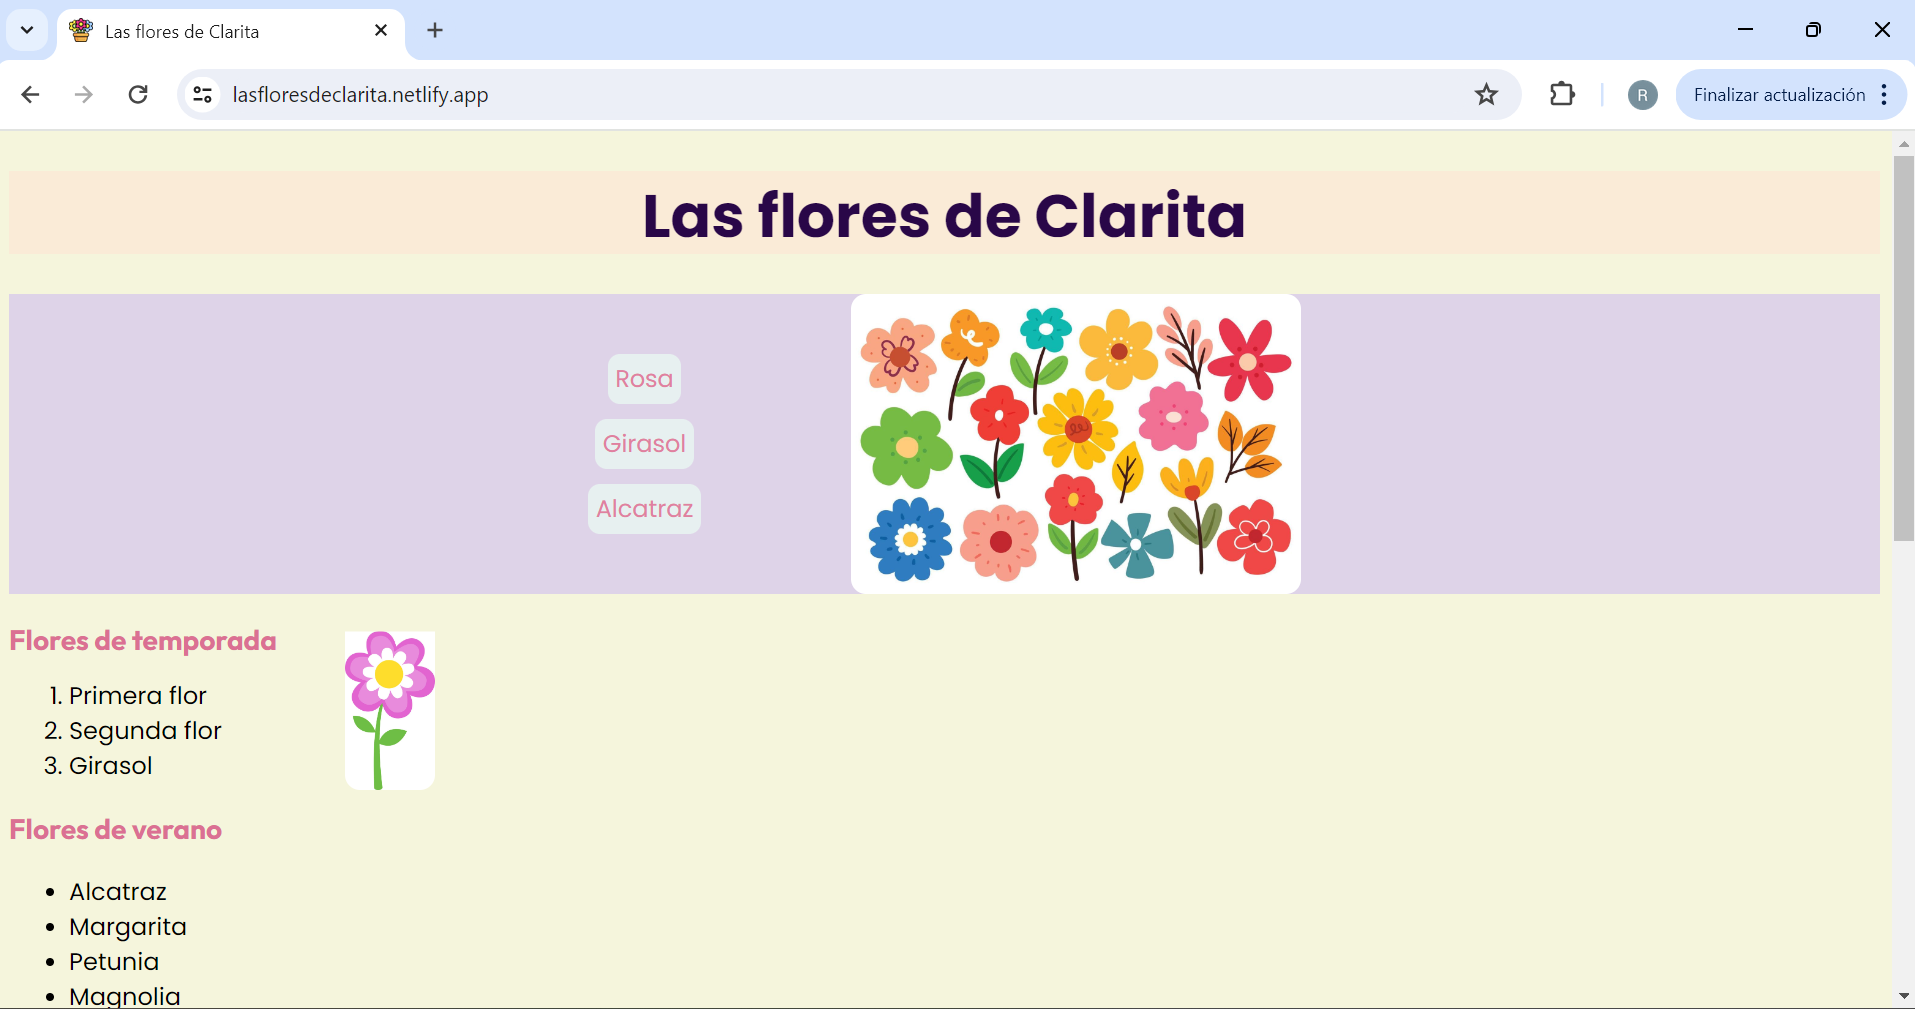 Las flores de Clarita
lasfloresdeclarita.netlify.app
R
Finalizar actualización
Las flores de Clarita
Rosa
Girasol
Alcatraz
Flores de temporada
1. Primera flor
2. Segunda flor
3. Girasol
Flores de verano
• Alcatraz
• Margarita
• Petunia
• Magnolia